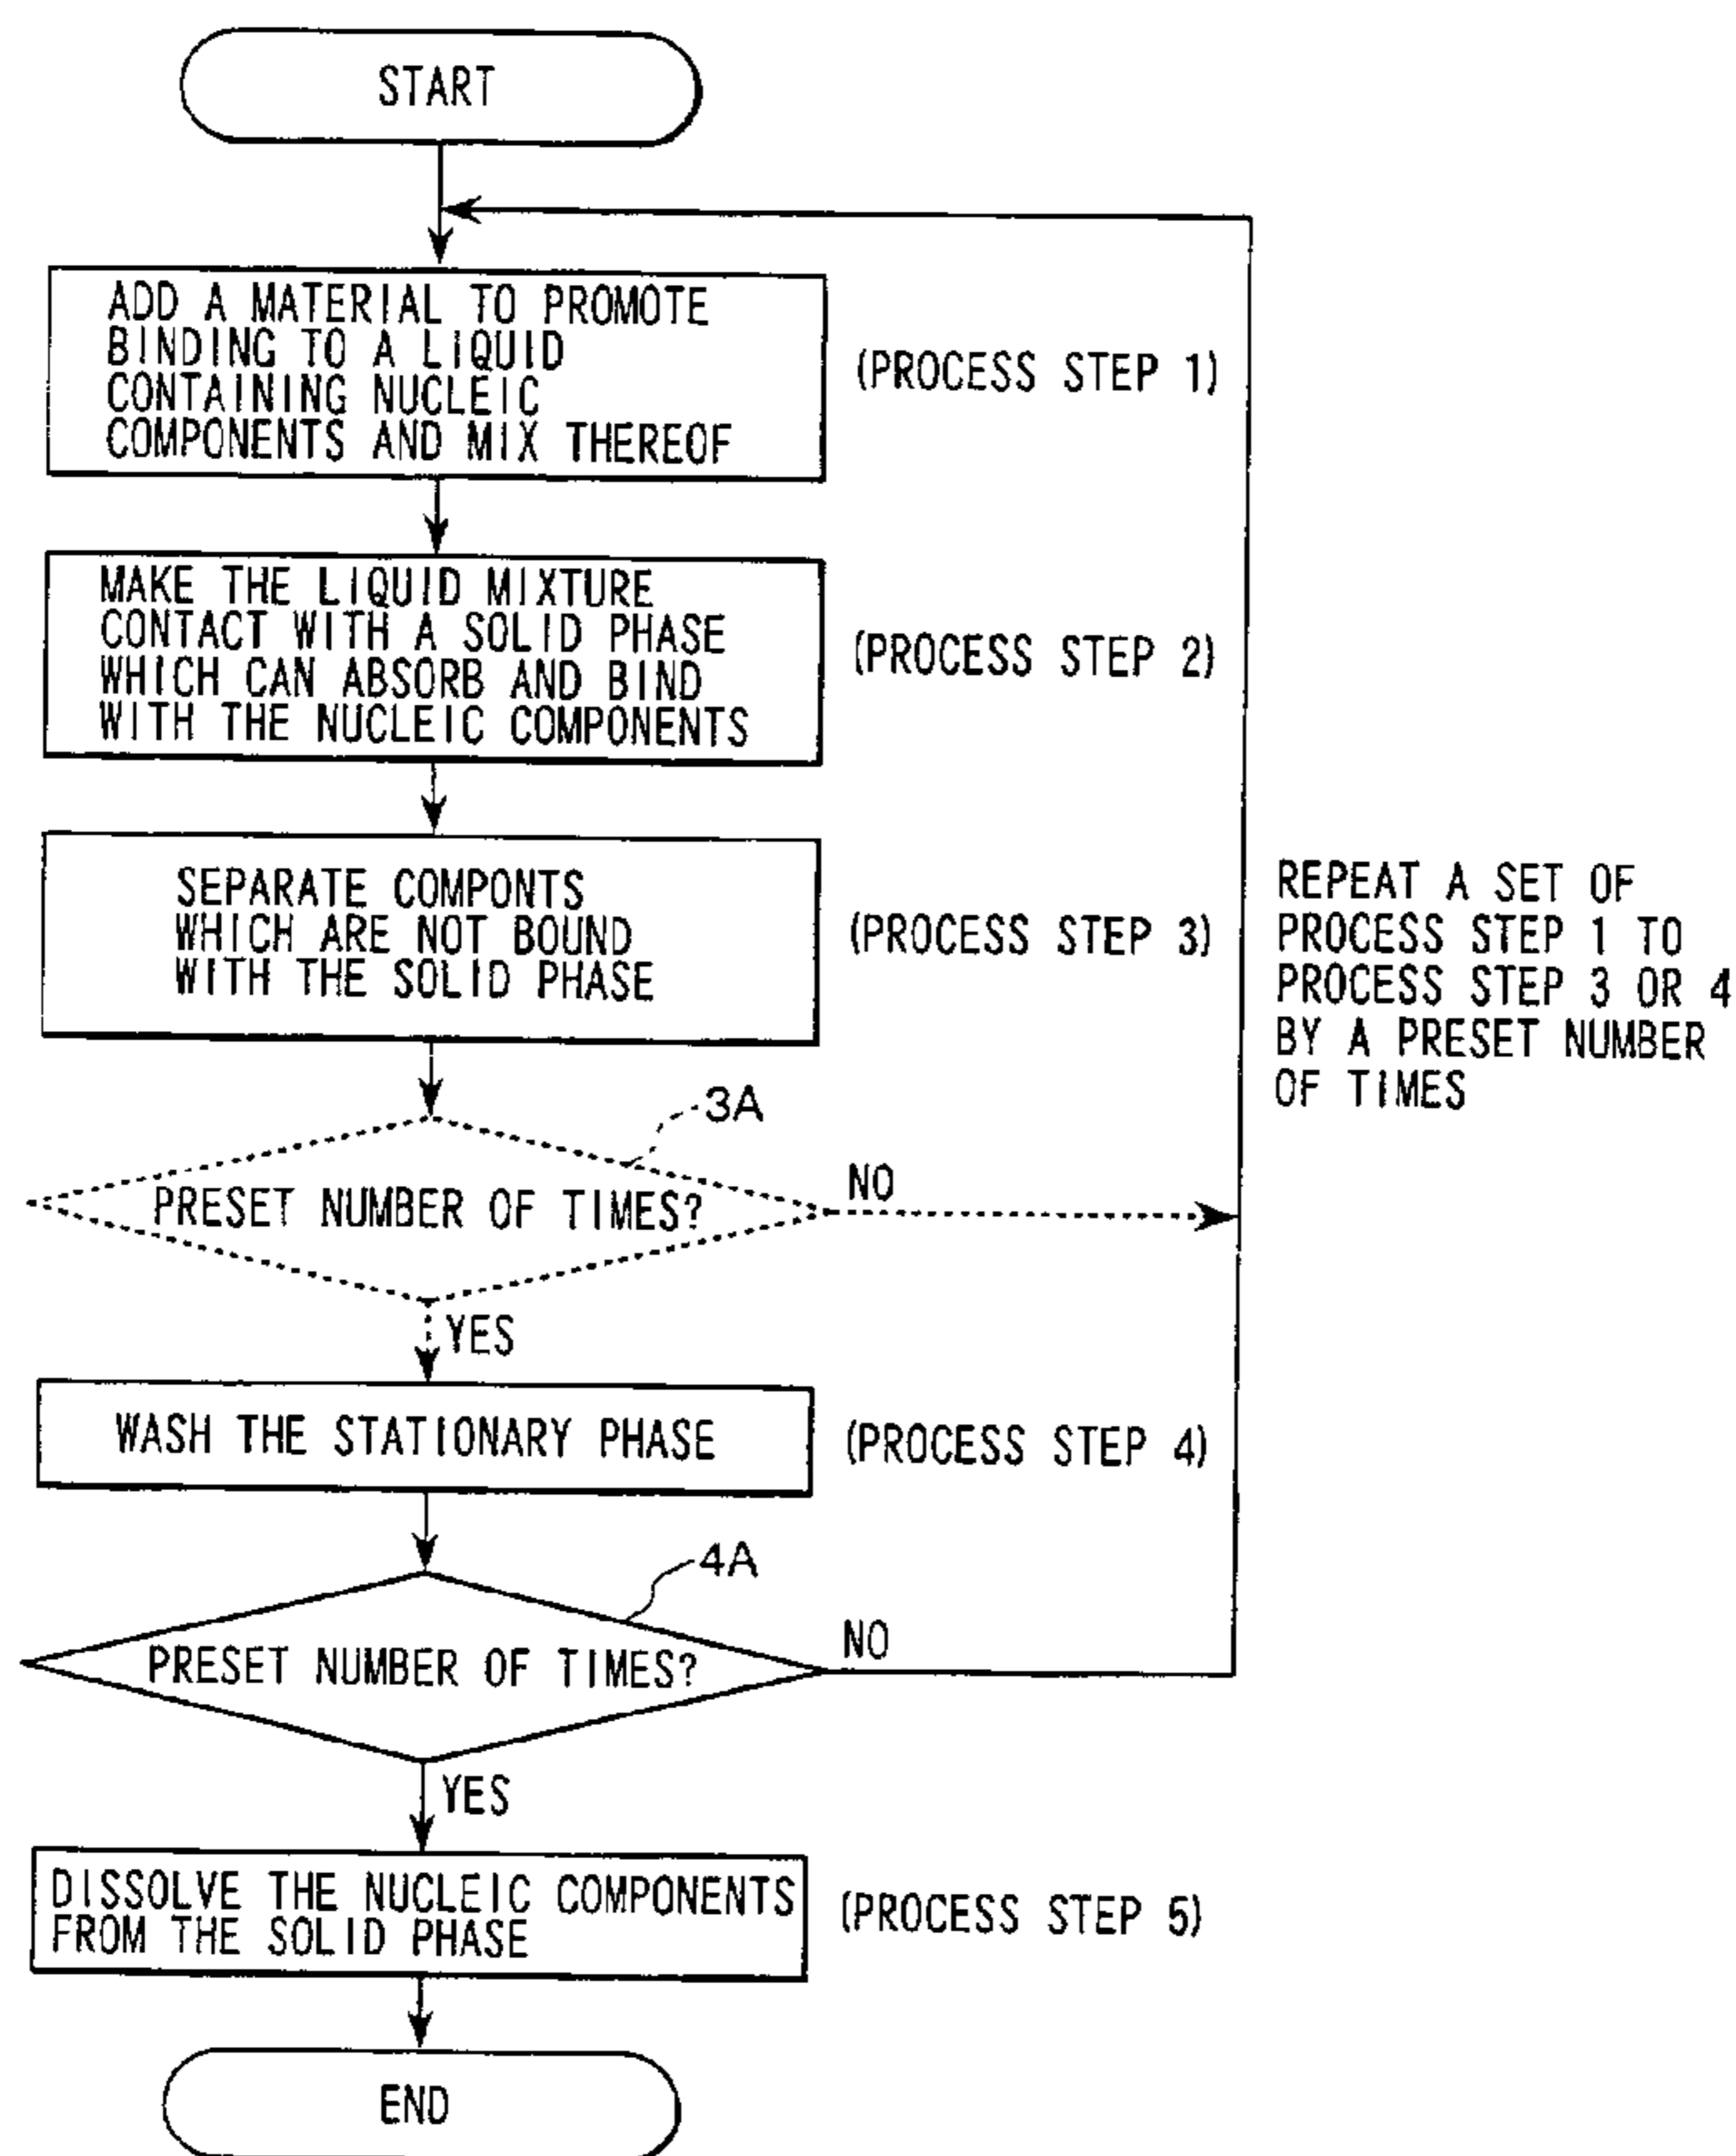 START
ADD A MATERIAL TO PROMOTE
BINDING TO A LIQUID
CONTAINING NUCLEIC
COMPONENTS AND MIX THEREOF
(PROCESS STEP 1)
MAKE THE LIQUID MIXTURE
CONTACT WITH A SOLID PHASE
WHICH CAN ABSORB AND BIND
WITH THE NUCLEIC COMPONENTS
(PROCESS STEP 2)
SEPARATE COMPONTS
WHICH ARE NOT BOUND
WITH THE SOLID PHASE
(PROCESS STEP 3)
REPEAT A SET OF
PROCESS STEP 1 TO
PROCESS STEP 3 OR 4
BY A PRESET NUMBER
OF TIMES
3A
PRESET NUMBER OF TIMES?
NO
YES
WASH THE STATIONARY PHASE
(PROCESS STEP 4)
4A
PRESET NUMBER OF TIMES?
NO
YES
DISSOLVE THE NUCLEIC COMPONENTS
FROM THE SOLID PHASE
(PROCESS STEP 5)
END